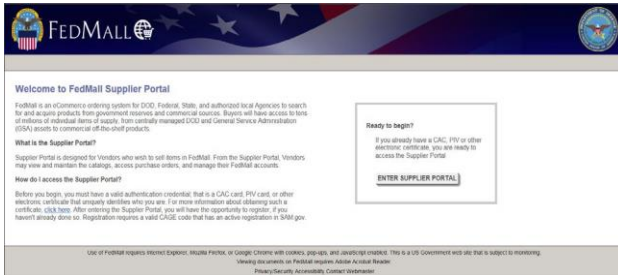 FEDMALL
Welcome to FedMall Supplier Portal
FedMall is an eCommerce ordering system for DOD, Federal, State, and authorized local Agencies to search
for and acquire products from government reserves and commercial sources. Buyers will have access to tens
of millions of individual items of supply, from centrally managed DOD and General Service Administration
(GSA) assets to commercial off-the-shelf products.
What is the Supplier Portal?
Supplier Portal is designed for Vendors who wish to sell items in FedMall. From the Supplier Portal, Vendors
may view and maintain the catalogs, access purchase orders, and manage their FedMall accounts.
How do I access the Supplier Portal?
Before you begin, you must have a valid authentication credential; that is a CAC card, PIV card, or other
electronic certificate that uniquely identifies who you are. For more information about obtaining such a
certificate, click here. After entering the Supplier Portal, you will have the opportunity to register, if you
haven't already done so. Registration requires a valid CAGE code that has an active registration in SAM.gov.
Ready to begin?
If you already have a CAC, PIV or other
electronic certificate, you are ready to
access the Supplier Portal
ENTER SUPPLIER PORTAL
Use of FedMall requires Internet Explorer, Mozilla Firefox, or Google Chrome with cookies, pop-ups, and JavaScript enabled. This is a US Government web site that is subject to monitoring.
Viewing documents on FedMall requires Adobe Acrobat Reader.
Privacy/Security Accessibility Contact Webmaster